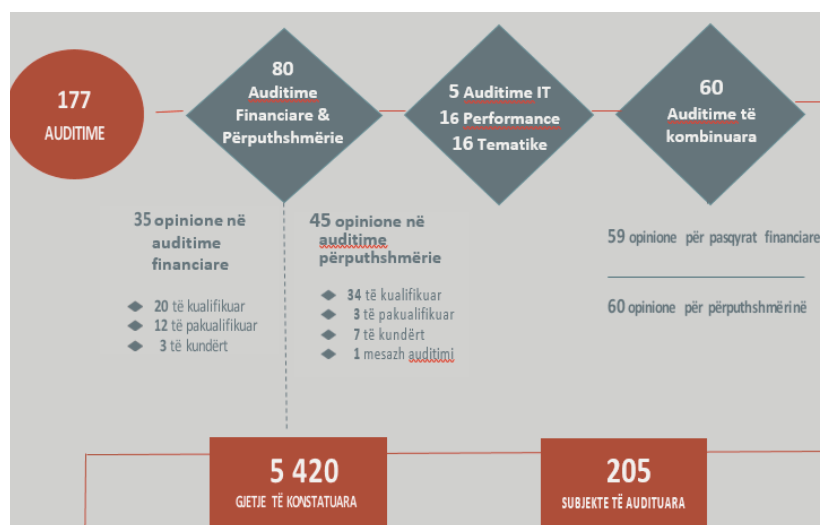 177
AUDITIME
80
Auditime
Financiare &
Përputhshmërie
5 Auditime IT
16 Performance
16 Tematike
60
Auditime të
kombinuara
35 opinione në
auditime
financiare
20 të kualifikuar
12 të pakualifikuar
3 të kundërt
45 opinione në
auditime
përputhshmërie
34 të kualifikuar
3 të pakualifikuar
7 të kundërt
1 mesazh auditimi
59 opinione për pasqyrat financiare
60 opinione për përputhshmërinë
5 420
GJETJE TË KONSTATUARA
205
SUBJEKTE TË AUDITUARA